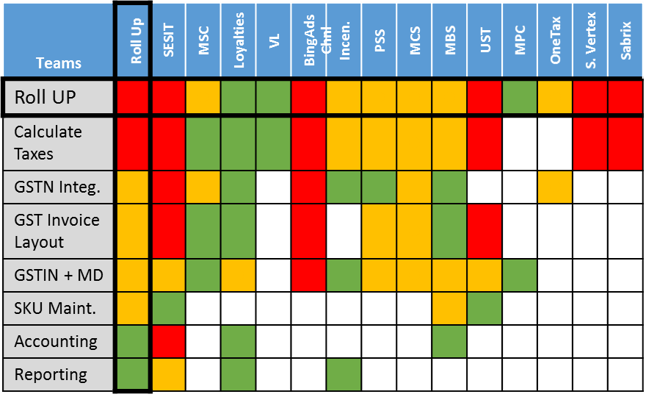 Teams
Roll Up
SESIT
MSC
Loyalties
VL
BingAds
Chnl
Incen.
PSS
MCS
MBS
UST
MPC
OneTax
S. Vertex
Sabrix
Roll UP
Calculate
Taxes
GSTN Integ.
GST Invoice
Layout
GSTIN + MD
SKU Maint.
Accounting
Reporting